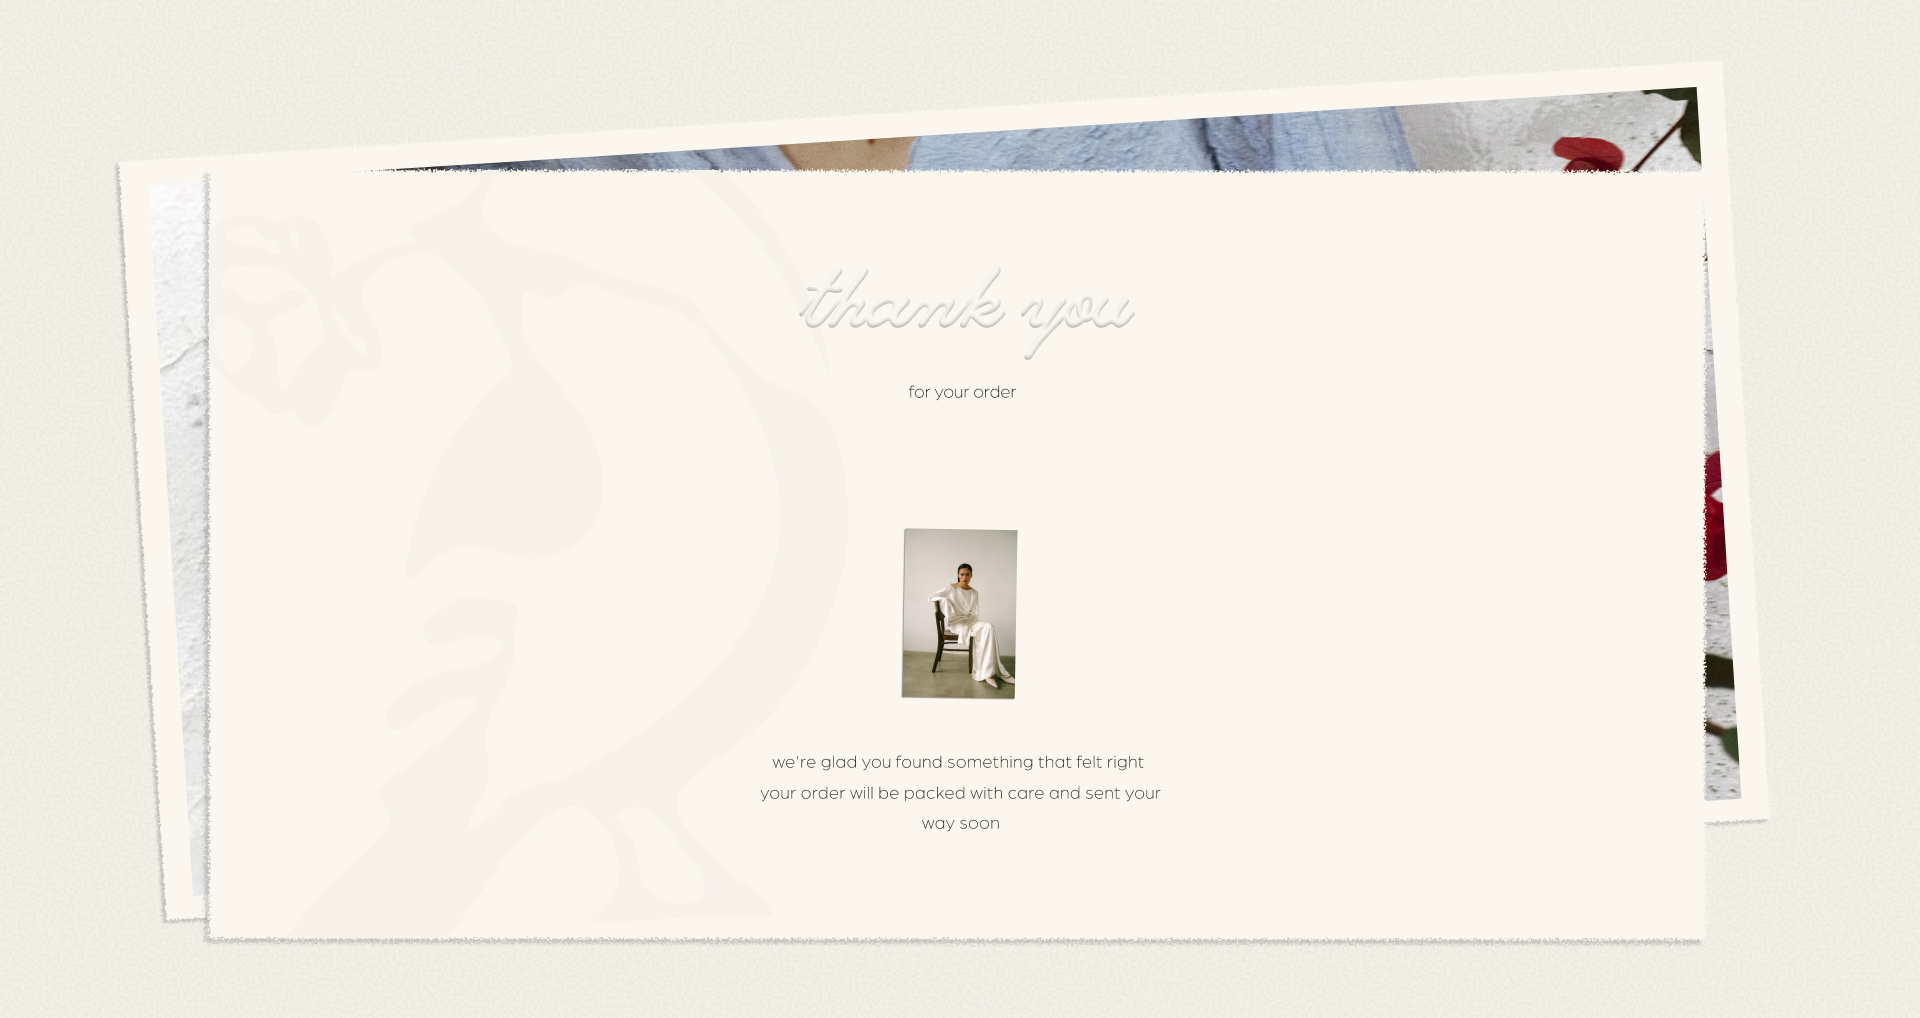 thank you
for your order
we're glad you found something that felt right
your order will be packed with care and sent your
way soon